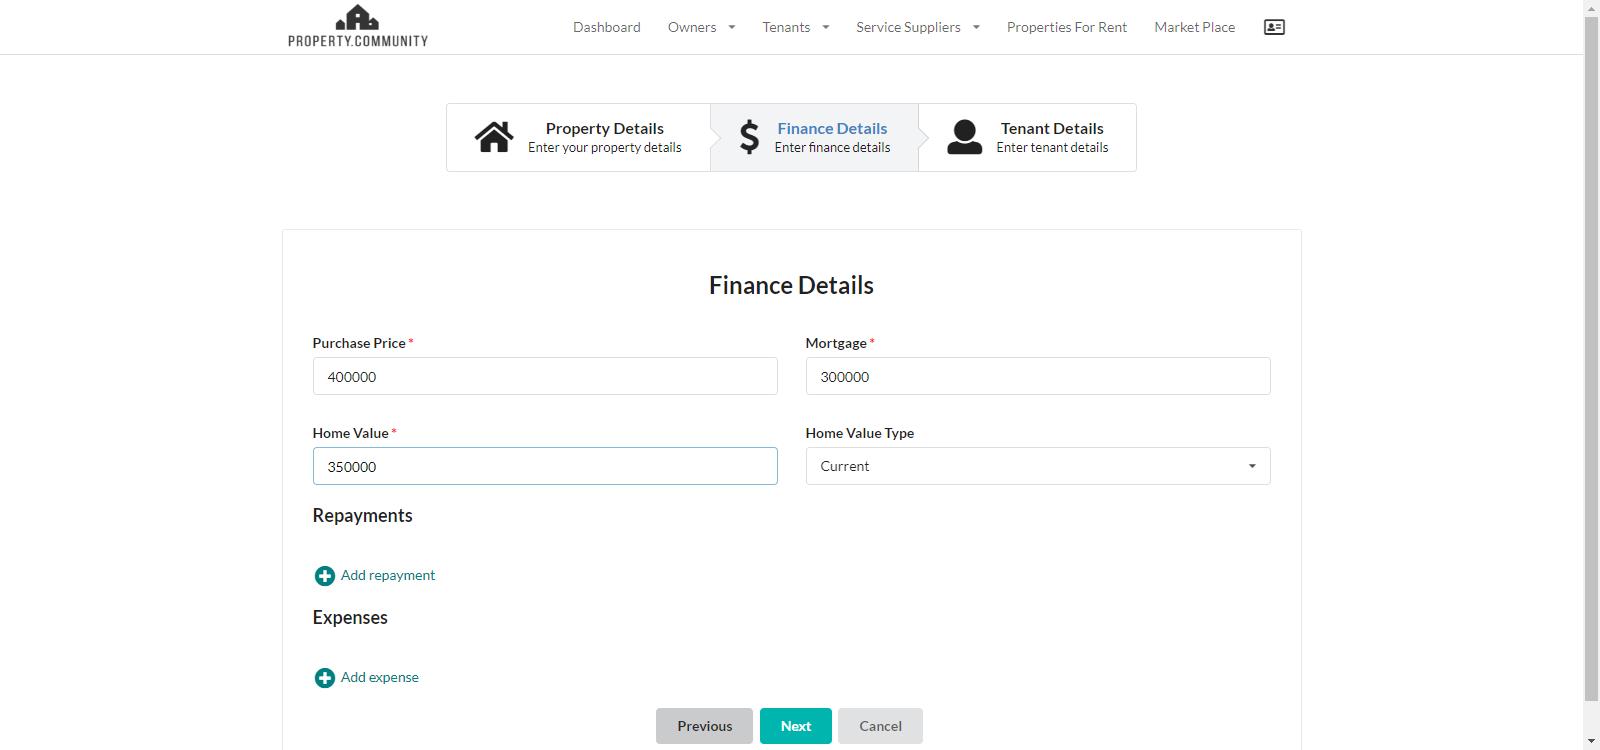 PROPERTY.COMMUNITY
Dashboard Owners Tenants Service Suppliers Properties For Rent Market Place
Property Details
Enter your property details
Finance Details
Enter finance details
Tenant Details
Enter tenant details
Finance Details
Purchase Price *
400000
Mortgage *
300000
Home Value *
350000
Home Value Type
Current
Repayments
Add repayment
Expenses
Add expense
Previous Next Cancel